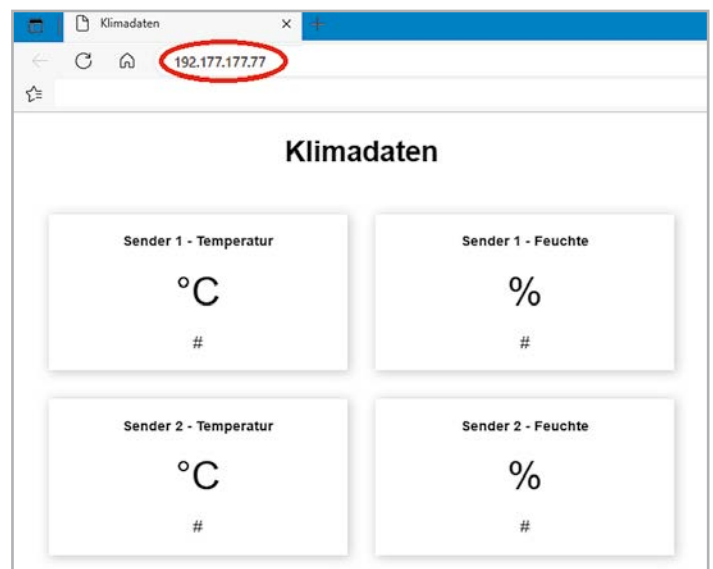 Klimadaten
192.177.177.77
Klimadaten
Sender 1 - Temperatur
Sender 1 - Feuchte
°C
%
#
#
Sender 2 - Temperatur
Sender 2 - Feuchte
°C
%
#
#